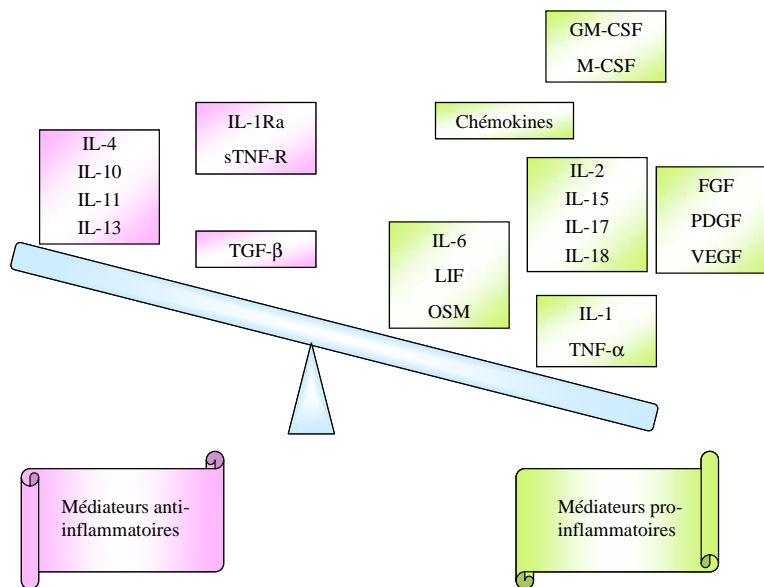 GM-CSF
M-CSF
IL-1Ra
sTNF-R
Chémokines
IL-4
IL-10
IL-11
IL-13
IL-2
IL-15
IL-17
IL-18
FGF
PDGF
VEGF
TGF-β
IL-6
LIF
OSM
IL-1
TNF-α
Médiateurs anti-
inflammatoires
Médiateurs pro-
inflammatoires